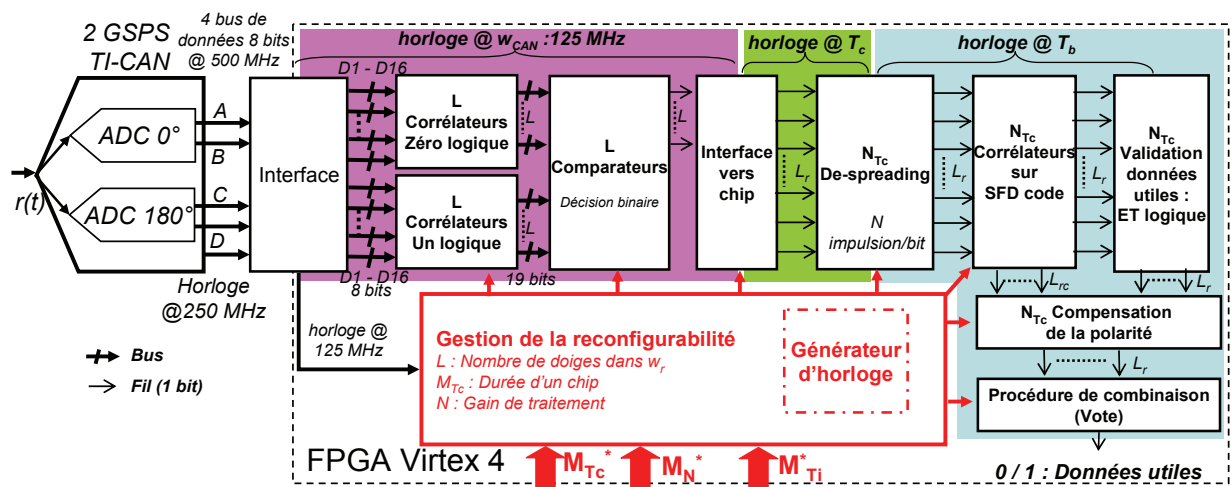 2 GSPS
TI-CAN
4 bus de
données 8 bits
@ 500 MHz
horloge @ w_CAN :125 MHz
horloge @ T_c
horloge @ T_b
r(t)
ADC 0°
ADC 180°
A
B
C
D
Horloge
@250 MHz
Interface
D1 - D16
D1 - D16
8 bits
L
Corrélateurs
Zéro logique
L
Corrélateurs
Un logique
L
L
19 bits
L
Comparateurs
Décision binaire
L
Interface
vers
chip
L_r
N_Tc
De-spreading
N
impulsion/bit
L_r
N_Tc
Corrélateurs
sur
SFD code
L_r
N_Tc
Validation
données
utiles :
ET logique
L_rc
L_r
N_Tc Compensation
de la polarité
L_r
Procédure de combinaison
(Vote)
0 / 1 : Données utiles
horloge @
125 MHz
Gestion de la reconfigurabilité
L : Nombre de doiges dans w_r
M_Tc : Durée d'un chip
N : Gain de traitement
Générateur
d'horloge
Bus
Fil (1 bit)
FPGA Virtex 4
M_Tc*
M_N*
M*_Ti